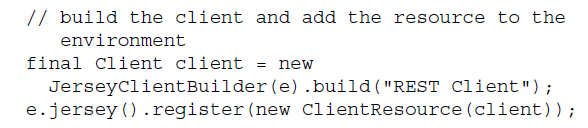 // build the client and add the resource to the
environment
final Client client = new
JerseyClientBuilder(e).build("REST Client");
e.jersey().register(new ClientResource(client));